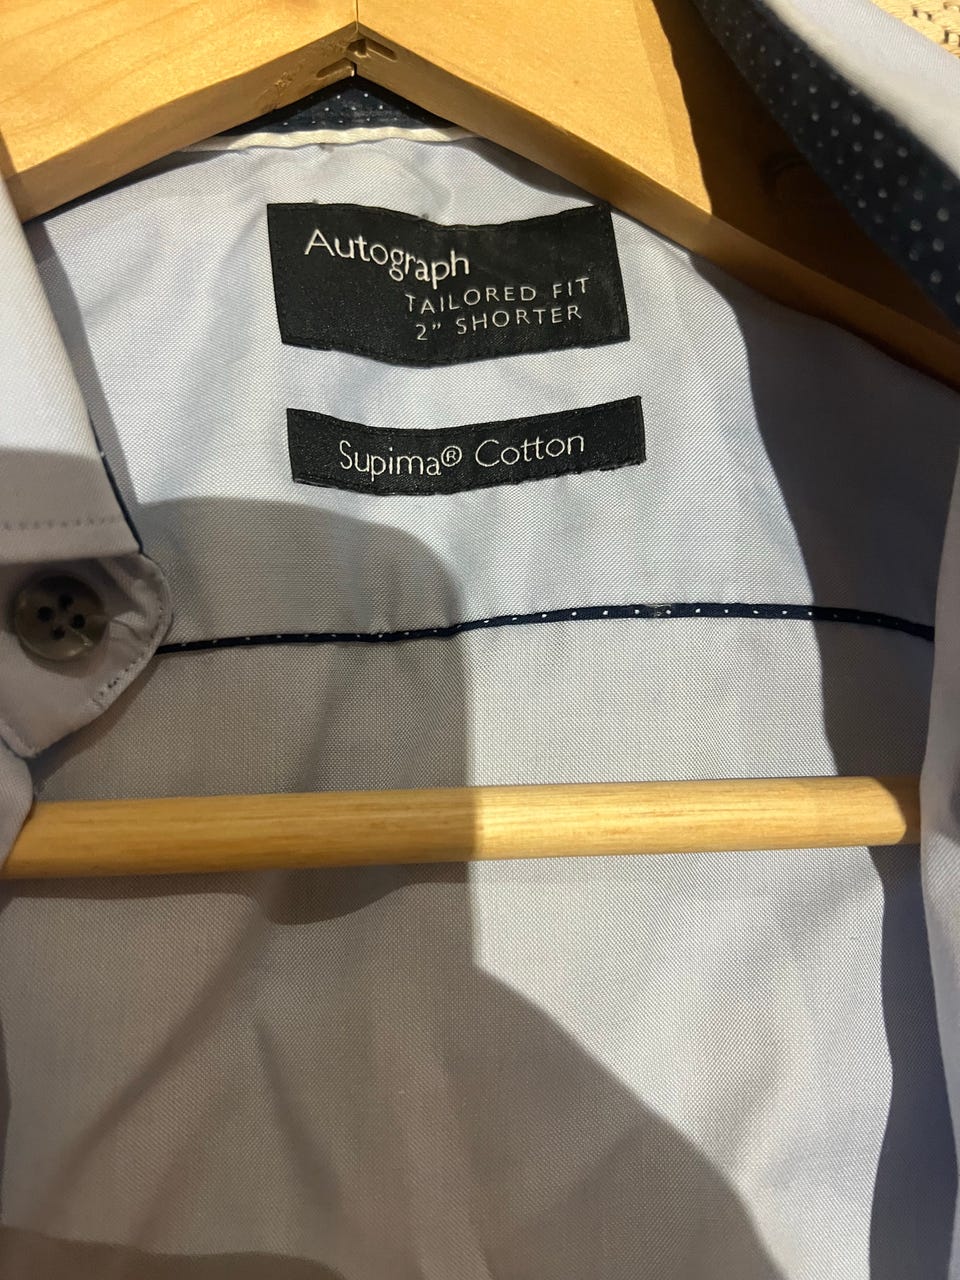 Autograph
TAILORED FIT
2” SHORTER
Supima® Cotton